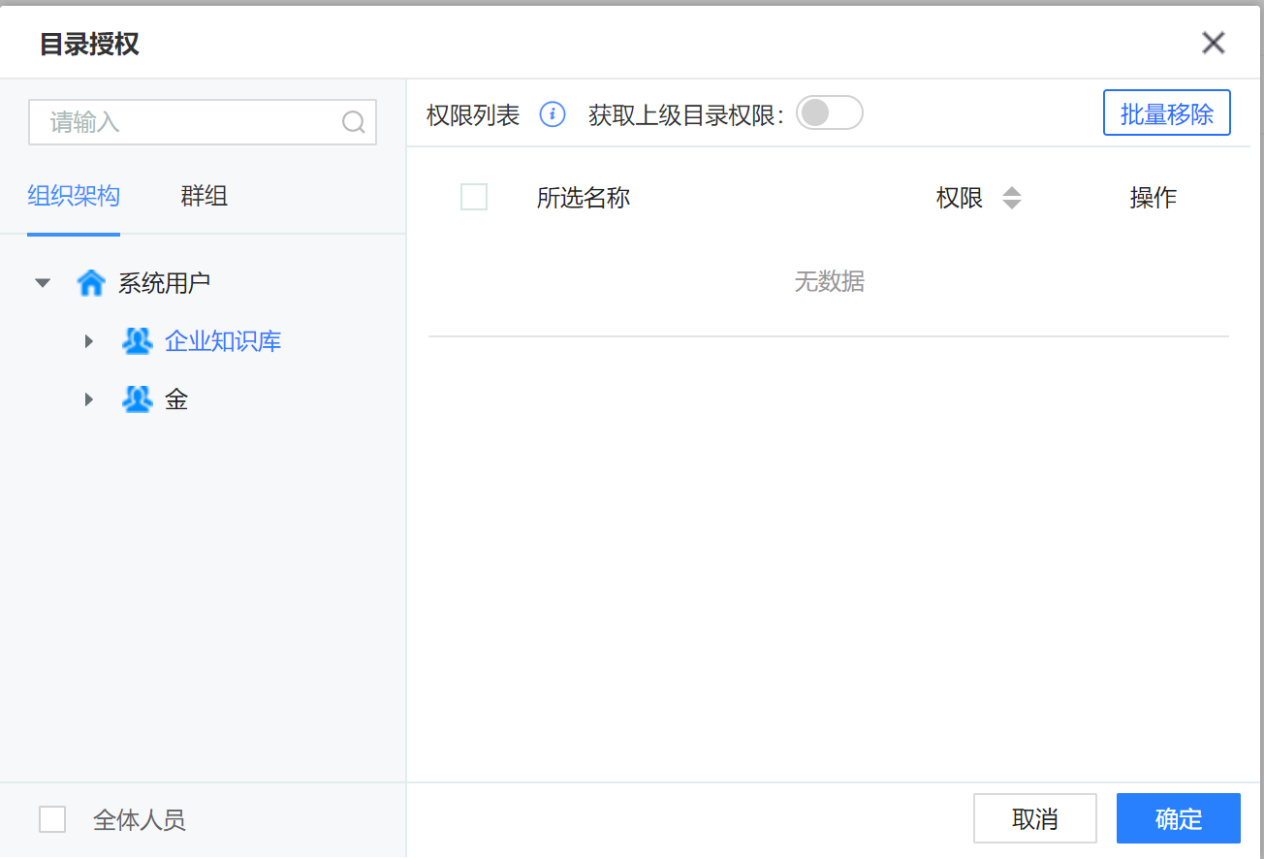 目录授权
请输入
组织架构 群组
系统用户
企业知识库
金
全体人员
权限列表 获取上级目录权限: 批量移除
所选名称 权限 操作
无数据
取消 确定